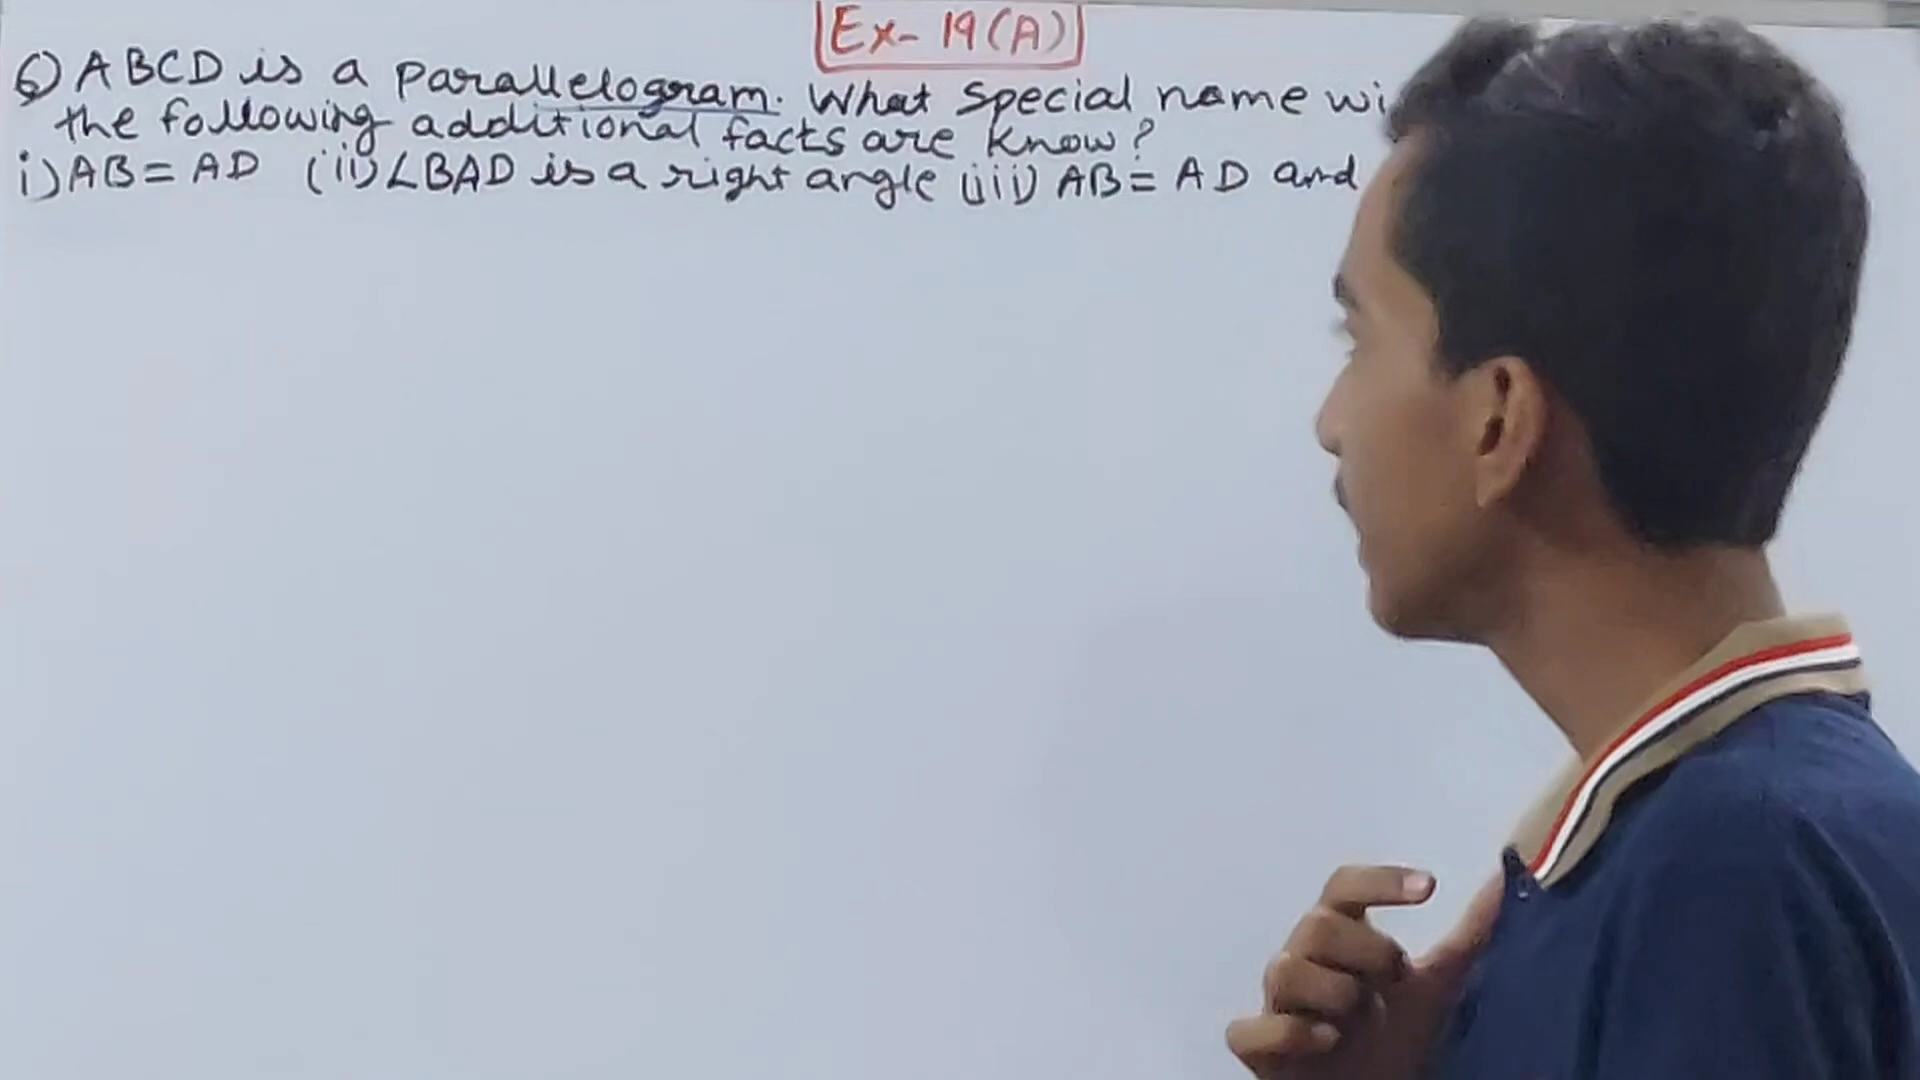 Ex- 19(A)
6) ABCD is a parallelogram. What special name
the following additional facts are know?
i) AB = AD (ii) ∠BAD is a right angle (iii) AB = AD and